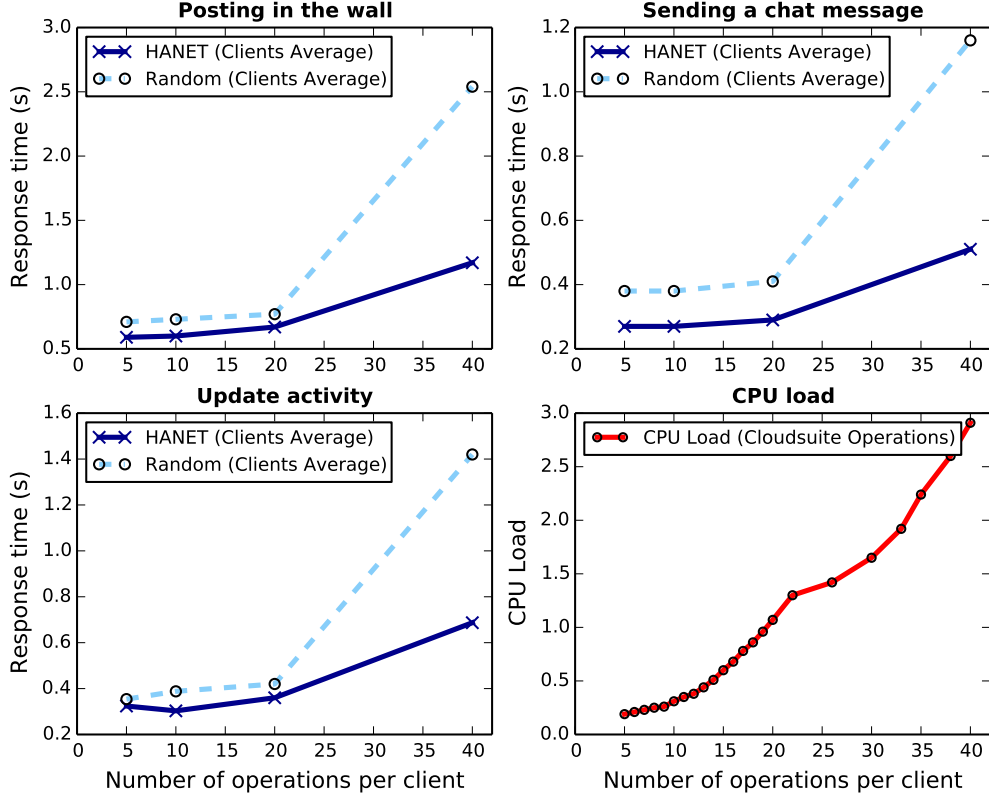 Posting in the wall
Response time (s)
3.0
2.5
2.0
1.5
1.0
0.5
HANET (Clients Average)
Random (Clients Average)
0 5 10 15 20 25 30 35 40
Sending a chat message
Response time (s)
1.2
1.0
0.8
0.6
0.4
0.2
HANET (Clients Average)
Random (Clients Average)
0 5 10 15 20 25 30 35 40
Update activity
Response time (s)
1.6
1.4
1.2
1.0
0.8
0.6
0.4
0.2
HANET (Clients Average)
Random (Clients Average)
0 5 10 15 20 25 30 35 40
Number of operations per client
CPU load
CPU Load
3.0
2.5
2.0
1.5
1.0
0.5
0.0
CPU Load (Cloudsuite Operations)
0 5 10 15 20 25 30 35 40
Number of operations per client